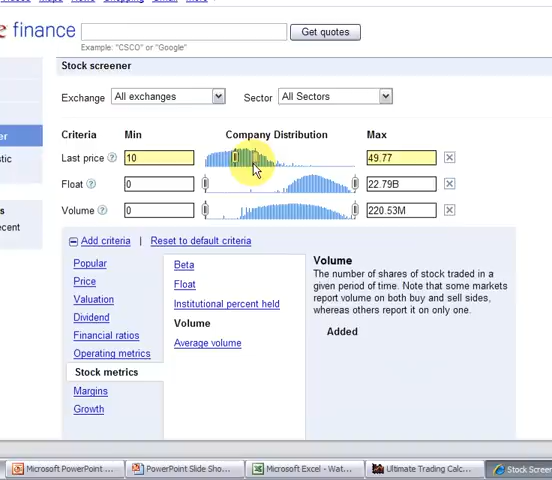 finance
Get quotes
Example: "CSCO" or "Google"
Stock screener
Exchange All exchanges Sector All Sectors
Criteria Min Company Distribution Max
Last price ? 10 49.77
Float ? 0 22.79B
Volume ? 0 220.53M
Add criteria | Reset to default criteria
Popular
Price
Valuation
Dividend
Financial ratios
Operating metrics
Stock metrics
Margins
Growth
Beta
Float
Institutional percent held
Volume
Average volume
Volume
The number of shares of stock traded in a
given period of time. Note that some markets
report volume on both buy and sell sides,
whereas others report it on only one.
Added
Microsoft PowerPoint ... PowerPoint Slide Sho... Microsoft Excel - Wat... Ultimate Trading Calc... Stock Screen